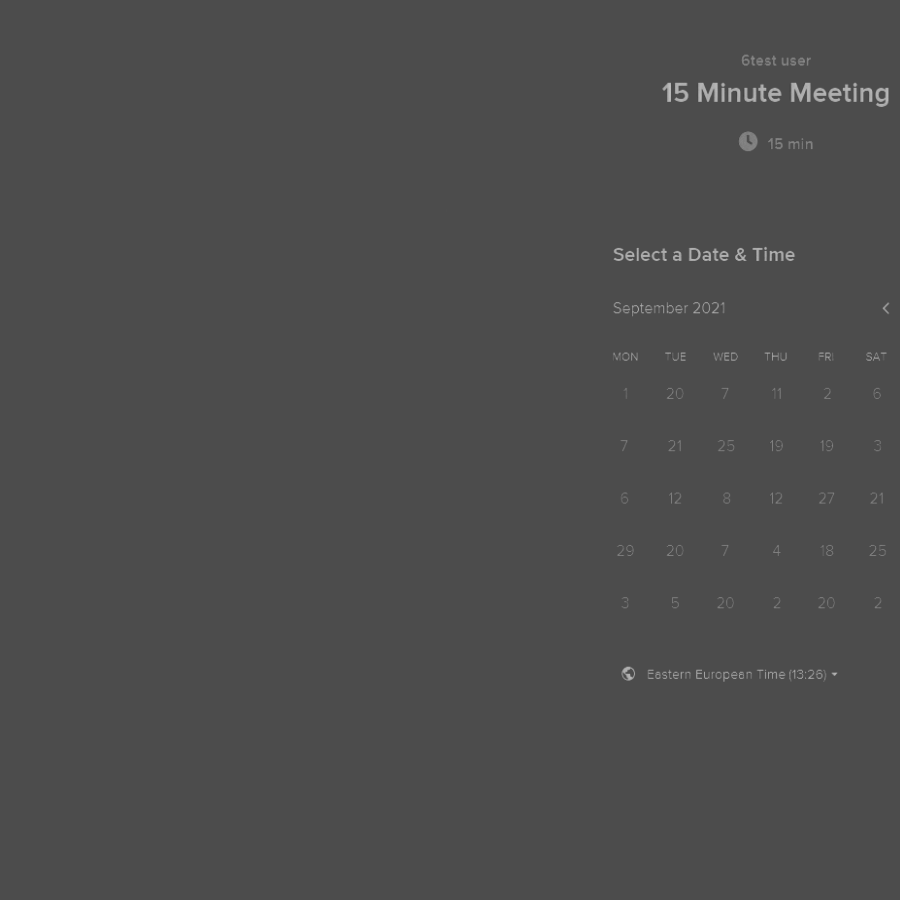 6test user
15 Minute Meeting
15 min
Select a Date & Time
September 2021
MON TUE WED THU FRI SAT
1 20 7 11 2 6
7 21 25 19 19 3
6 12 8 12 27 21
29 20 7 4 18 25
3 5 20 2 20 2
Eastern European Time (13:26)